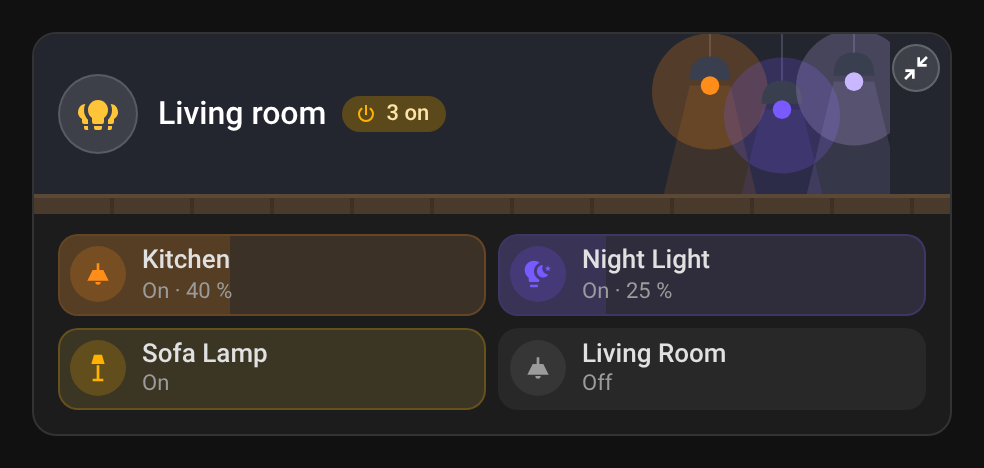 Living room
3 on
Kitchen
On · 40 %
Night Light
On · 25 %
Sofa Lamp
On
Living Room
Off